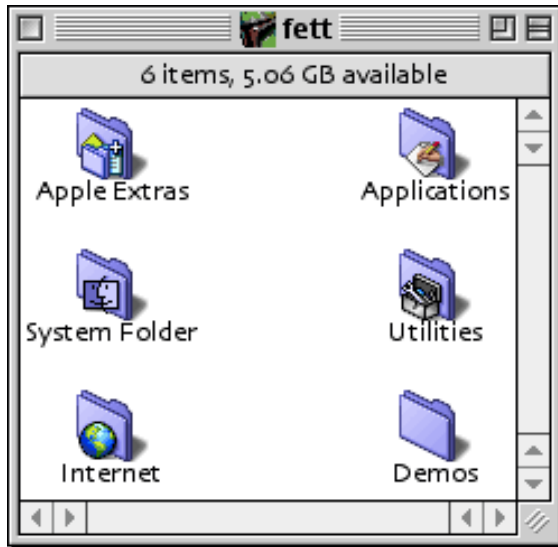 fett
6 items, 5.06 GB available
Apple Extras
Applications
System Folder
Utilities
Internet
Demos